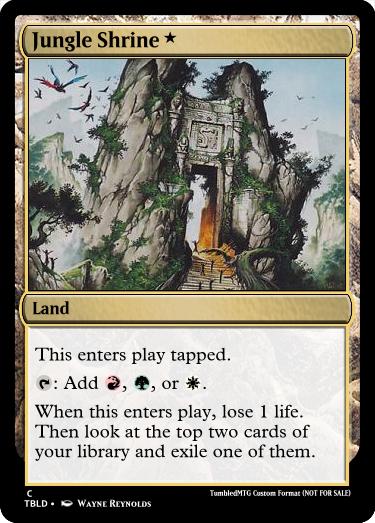 Jungle Shrine ★
Land
This enters play tapped.
: Add , , or .
When this enters play, lose 1 life.
Then look at the top two cards of
your library and exile one of them.
C
TBLD • Wayne Reynolds
TumbledMTG Custom Format (NOT FOR SALE)